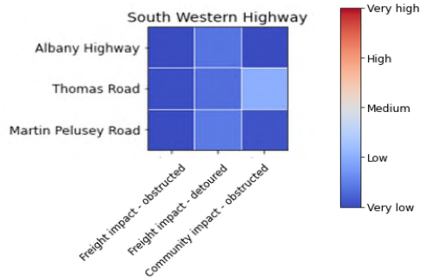 South Western Highway
Albany Highway
Thomas Road
Martin Pelusey Road
Freight impact - obstructed
Freight impact - detoured
Community impact - obstructed
Very high
High
Medium
Low
Very low